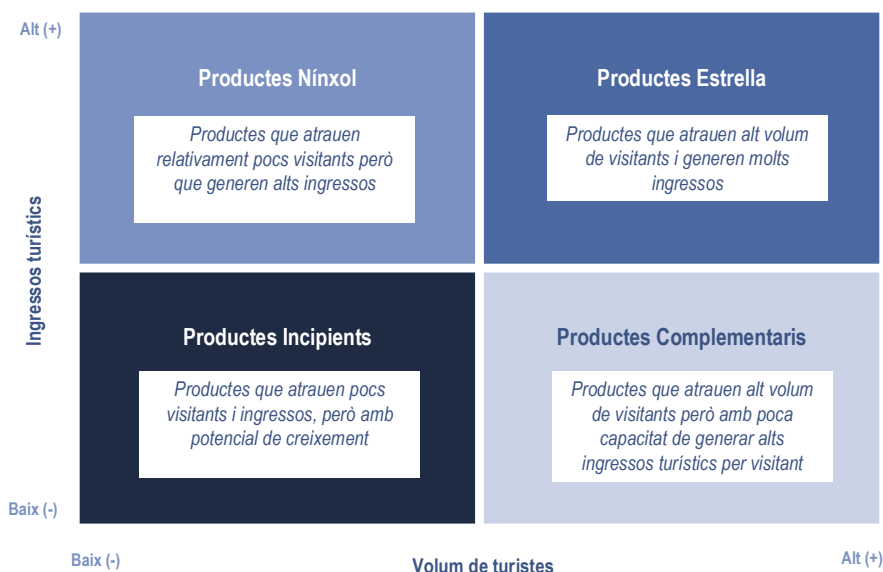 Alt (+)
Productes Nínxol
Productes que atrauen
relativament pocs visitants però
que generen alts ingressos
Productes Estrella
Productes que atrauen alt volum
de visitants i generen molts
ingressos
Ingressos turístics
Productes Incipients
Productes que atrauen pocs
visitants i ingressos, però amb
potencial de creixement
Productes Complementaris
Productes que atrauen alt volum
de visitants però amb poca
capacitat de generar alts
ingressos turístics per visitant
Baix (-)
Baix (-)
Volum de turistes
Alt (+)